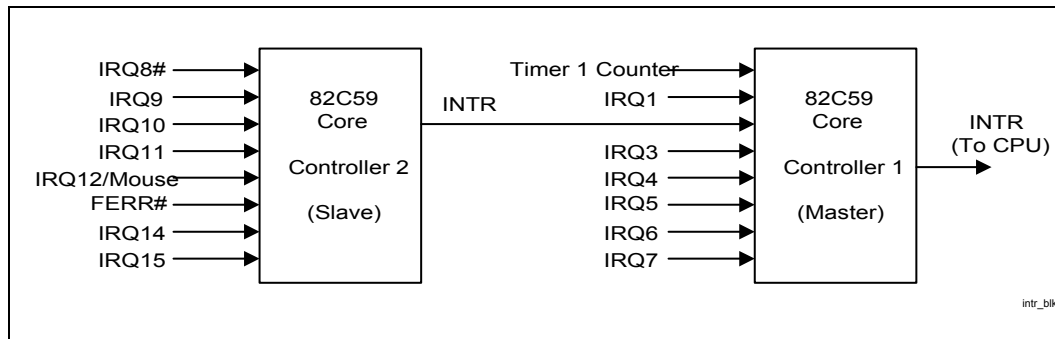 IRQ8#
IRQ9
IRQ10
IRQ11
IRQ12/Mouse
FERR#
IRQ14
IRQ15
82C59
Core
Controller 2
(Slave)
INTR
Timer 1 Counter
IRQ1
IRQ3
IRQ4
IRQ5
IRQ6
IRQ7
82C59
Core
Controller 1
(Master)
INTR
(To CPU)
intr_blk